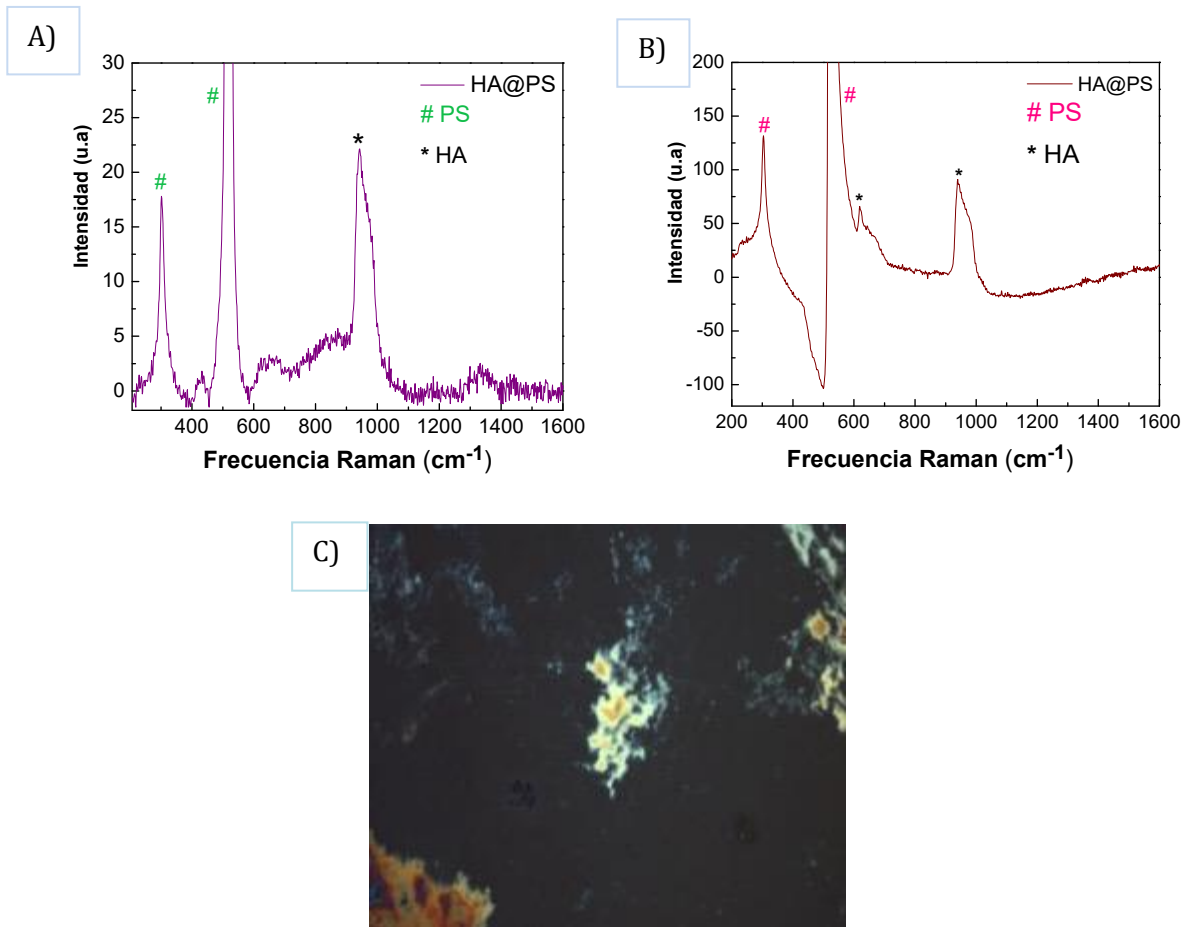 A)
30
25
20
15
10
5
0
Intensidad (u.a)
400 600 800 1000 1200 1400 1600
Frecuencia Raman (cm⁻¹)
HA@PS
# PS
* HA
#
#
*
B)
200
150
100
50
0
-50
-100
Intensidad (u.a)
200 400 600 800 1000 1200 1400 1600
Frecuencia Raman (cm⁻¹)
HA@PS
# PS
* HA
#
#
*
*
C)